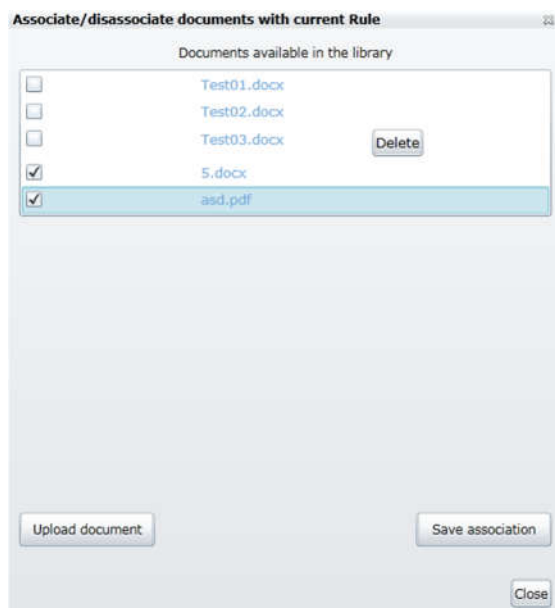 Associate/disassociate documents with current Rule
Documents available in the library
Test01.docx
Test02.docx
Test03.docx Delete
5.docx
asd.pdf
Upload document Save association
Close